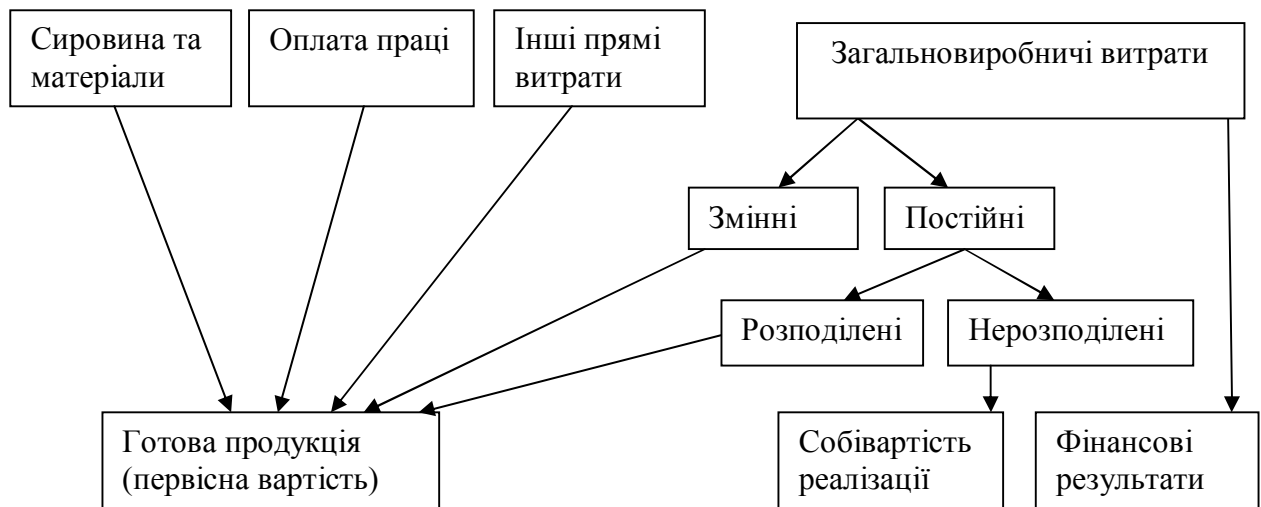 Сировина та
матеріали
Оплата праці
Інші прямі
витрати
Загальновиробничі витрати
Змінні
Постійні
Розподілені
Нерозподілені
Готова продукція
(первісна вартість)
Собівартість
реалізації
Фінансові
результати